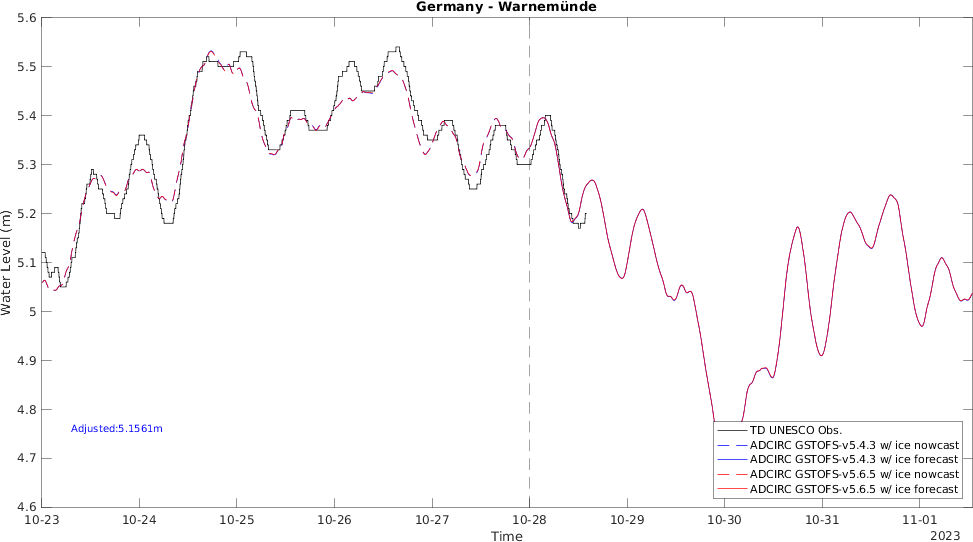 Germany - Warnemünde
5.6
5.5
5.4
5.3
5.2
5.1
5
4.9
4.8
4.7
4.6
Water Level (m)
Adjusted:5.1561m
TD UNESCO Obs.
ADCIRC GSTOFS-v5.4.3 w/ ice nowcast
ADCIRC GSTOFS-v5.4.3 w/ ice forecast
ADCIRC GSTOFS-v5.6.5 w/ ice nowcast
ADCIRC GSTOFS-v5.6.5 w/ ice forecast
10-23 10-24 10-25 10-26 10-27 10-28 10-29 10-30 10-31 11-01
Time
2023